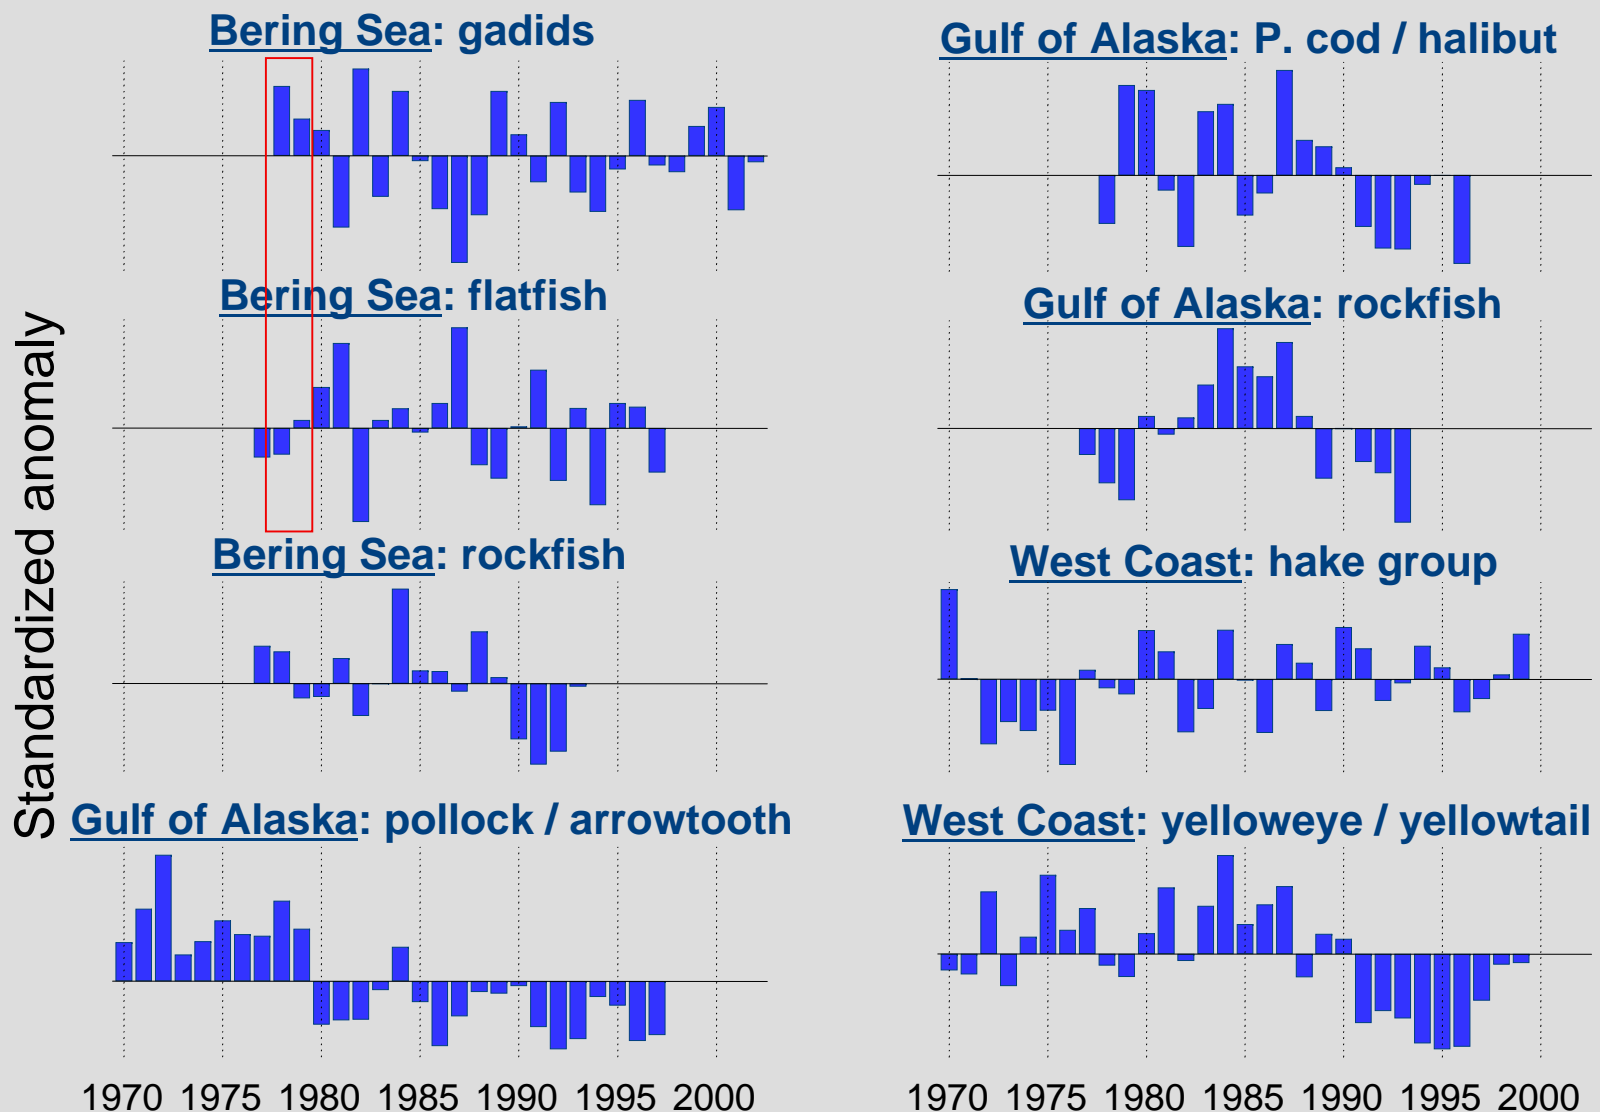 Bering Sea: gadids
Gulf of Alaska: P. cod / halibut
Bering Sea: flatfish
Gulf of Alaska: rockfish
Standardized anomaly
Bering Sea: rockfish
West Coast: hake group
Gulf of Alaska: pollock / arrowtooth
West Coast: yelloweye / yellowtail
1970 1975 1980 1985 1990 1995 2000
1970 1975 1980 1985 1990 1995 2000